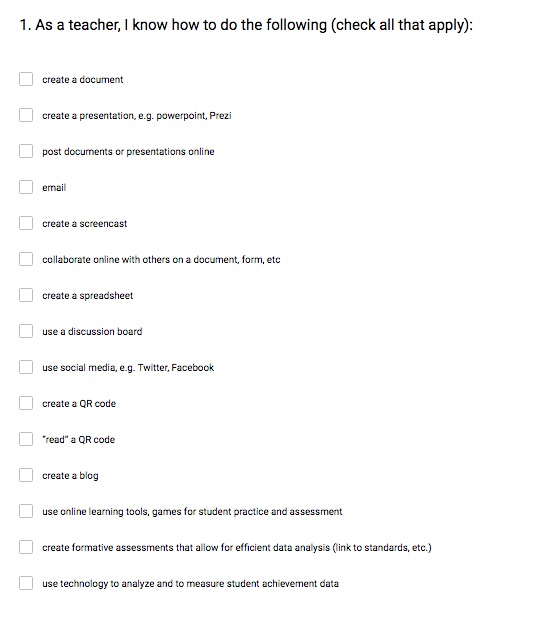 1. As a teacher, I know how to do the following (check all that apply):
create a document
create a presentation, e.g. powerpoint, Prezi
post documents or presentations online
email
create a screencast
collaborate online with others on a document, form, etc
create a spreadsheet
use a discussion board
use social media, e.g. Twitter, Facebook
create a QR code
"read" a QR code
create a blog
use online learning tools, games for student practice and assessment
create formative assessments that allow for efficient data analysis (link to standards, etc.)
use technology to analyze and to measure student achievement data